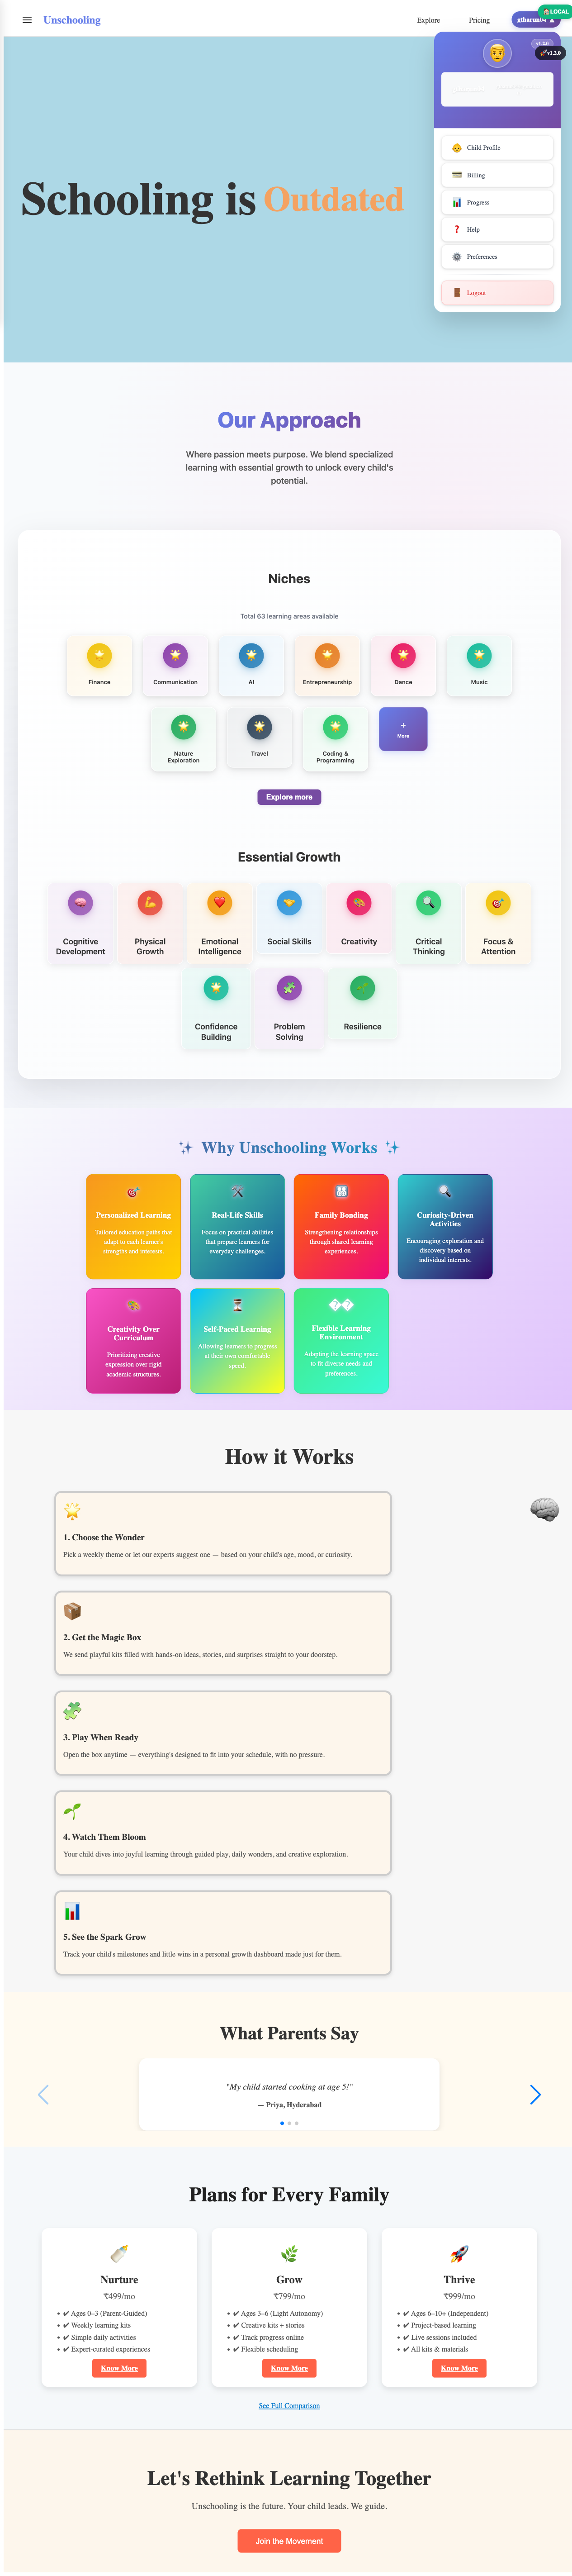 Unschooling
Explore
Pricing
LOCAL
v1.2.0
v1.2.0
Child Profile
Billing
Progress
Help
Preferences
Logout
Schooling is Outdated
Our Approach
Where passion meets purpose. We blend specialized
learning with essential growth to unlock every child's
potential.
Niches
Total 63 learning areas available
Finance
Communication
AI
Entrepreneurship
Dance
Music
Nature
Exploration
Travel
Coding &
Programming
+
More
Explore more
Essential Growth
Cognitive
Development
Physical
Growth
Emotional
Intelligence
Social Skills
Creativity
Critical
Thinking
Focus &
Attention
Confidence
Building
Problem
Solving
Resilience
✨ Why Unschooling Works ✨
Personalized Learning
Tailored education paths that
adapt to each learner's
strengths and interests.
Real-Life Skills
Focus on practical abilities
that prepare learners for
everyday challenges.
Family Bonding
Strengthening relationships
through shared learning
experiences.
Curiosity-Driven
Activities
Encouraging exploration and
discovery based on
individual interests.
Creativity Over
Curriculum
Prioritizing creative
expression over rigid
academic structures.
Self-Paced Learning
Allowing learners to progress
at their own comfortable
speed.
��
Flexible Learning
Environment
Adapting the learning space
to fit diverse needs and
preferences.
How it Works
1. Choose the Wonder
Pick a weekly theme or let our experts suggest one — based on your child's age, mood, or curiosity.
2. Get the Magic Box
We send playful kits filled with hands-on ideas, stories, and surprises straight to your doorstep.
3. Play When Ready
Open the box anytime — everything's designed to fit into your schedule, with no pressure.
4. Watch Them Bloom
Your child dives into joyful learning through guided play, daily wonders, and creative exploration.
5. See the Spark Grow
Track your child's milestones and little wins in a personal growth dashboard made just for them.
What Parents Say
"My child started cooking at age 5!"
— Priya, Hyderabad
Plans for Every Family
Nurture
₹499/mo
• ✔ Ages 0–3 (Parent-Guided)
• ✔ Weekly learning kits
• ✔ Simple daily activities
• ✔ Expert-curated experiences
Know More
Grow
₹799/mo
• ✔ Ages 3–6 (Light Autonomy)
• ✔ Creative kits + stories
• ✔ Track progress online
• ✔ Flexible scheduling
Know More
Thrive
₹999/mo
• ✔ Ages 6–10+ (Independent)
• ✔ Project-based learning
• ✔ Live sessions included
• ✔ All kits & materials
Know More
See Full Comparison
Let's Rethink Learning Together
Unschooling is the future. Your child leads. We guide.
Join the Movement